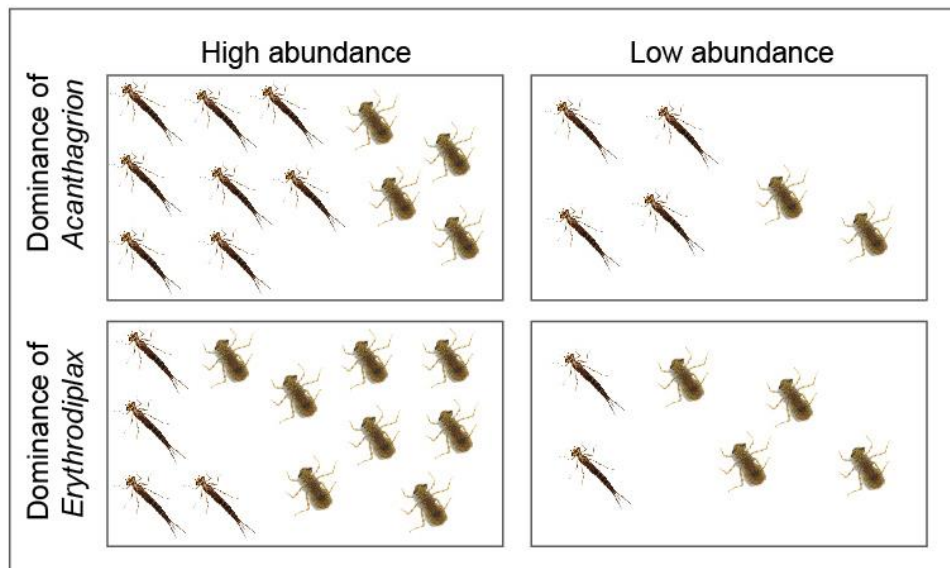 High abundance
Low abundance
Dominance of
Acanthagrion
Dominance of
Erythrodiplax